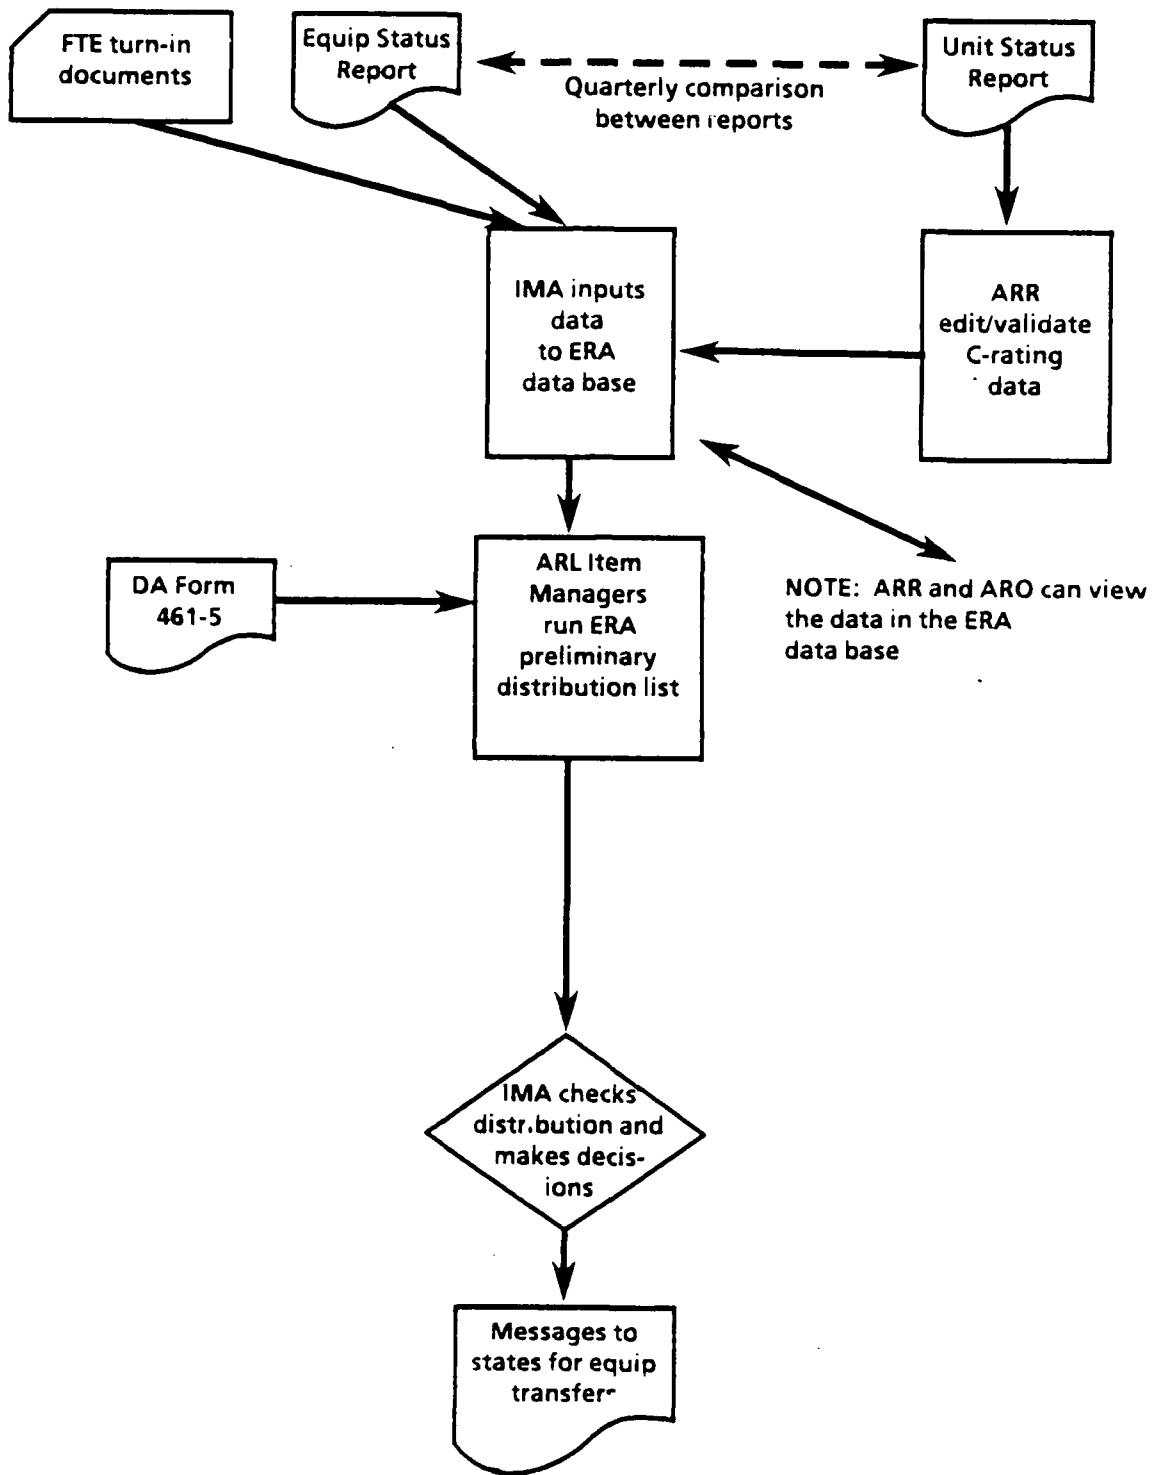 FTE turn-in
documents
Equip Status
Report
Quarterly comparison
between reports
Unit Status
Report
IMA inputs
data
to ERA
data base
ARR
edit/validate
C-rating
data
DA Form
461-5
ARL Item
Managers
run ERA
preliminary
distribution list
NOTE: ARR and ARO can view
the data in the ERA
data base
IMA checks
distribution and
makes decis-
ions
Messages to
states for equip
transfers